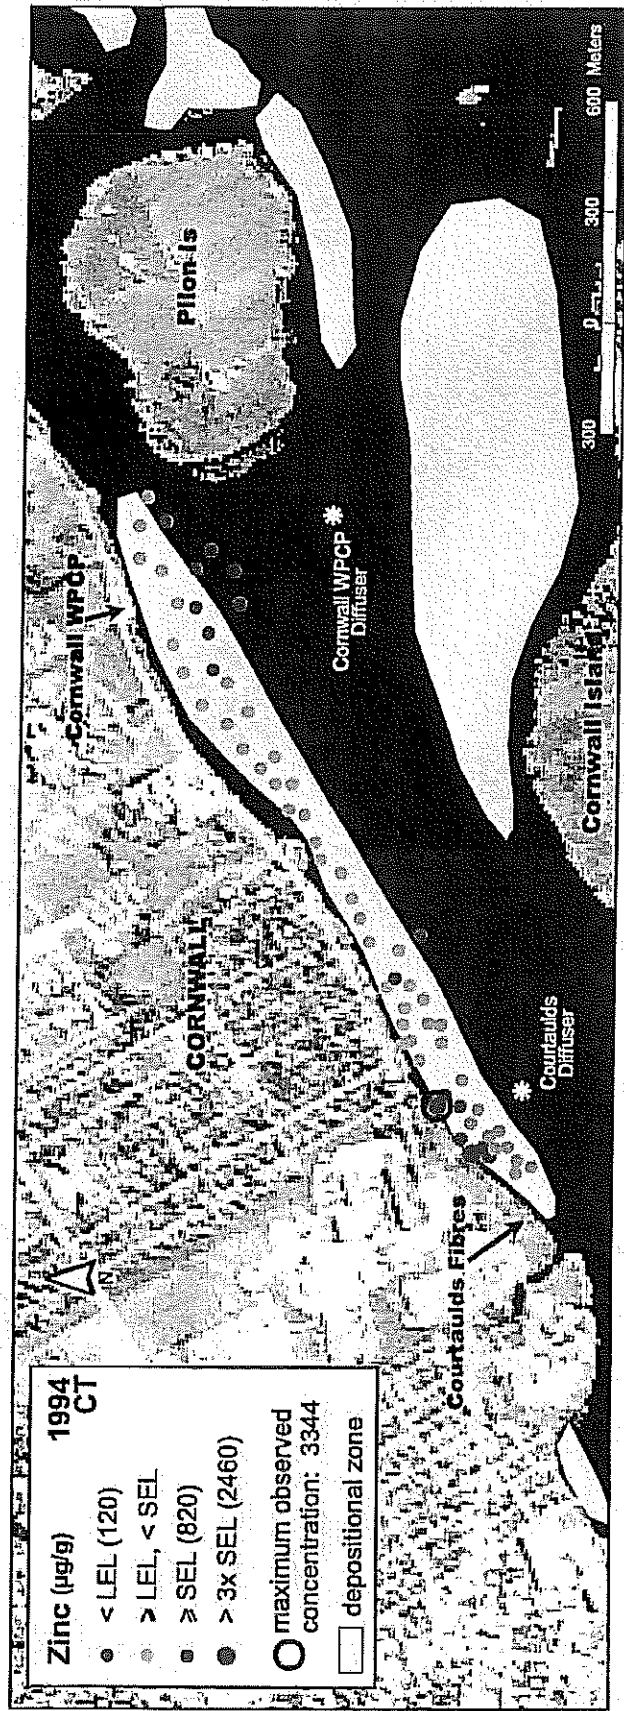 Zinc (µg/g) 1994
CT
< LEL (120)
≥ LEL, < SEL
≥ SEL (820)
> 3x SEL (2460)
maximum observed
concentration: 3344
depositional zone
N
CORNWALL
Cornwall WPCP
Pilon Is
Courtaulds Fibres
Courtaulds
Diffuser
Cornwall WPCP
Diffuser
Cornwall Island
300 0 300 600 Meters